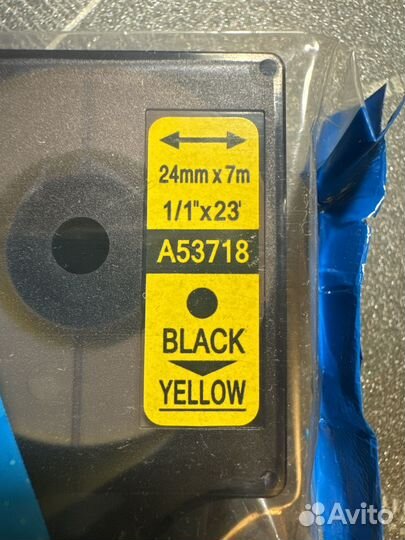 24mm x 7m
1/1"x23'
A53718
BLACK
YELLOW
Avito